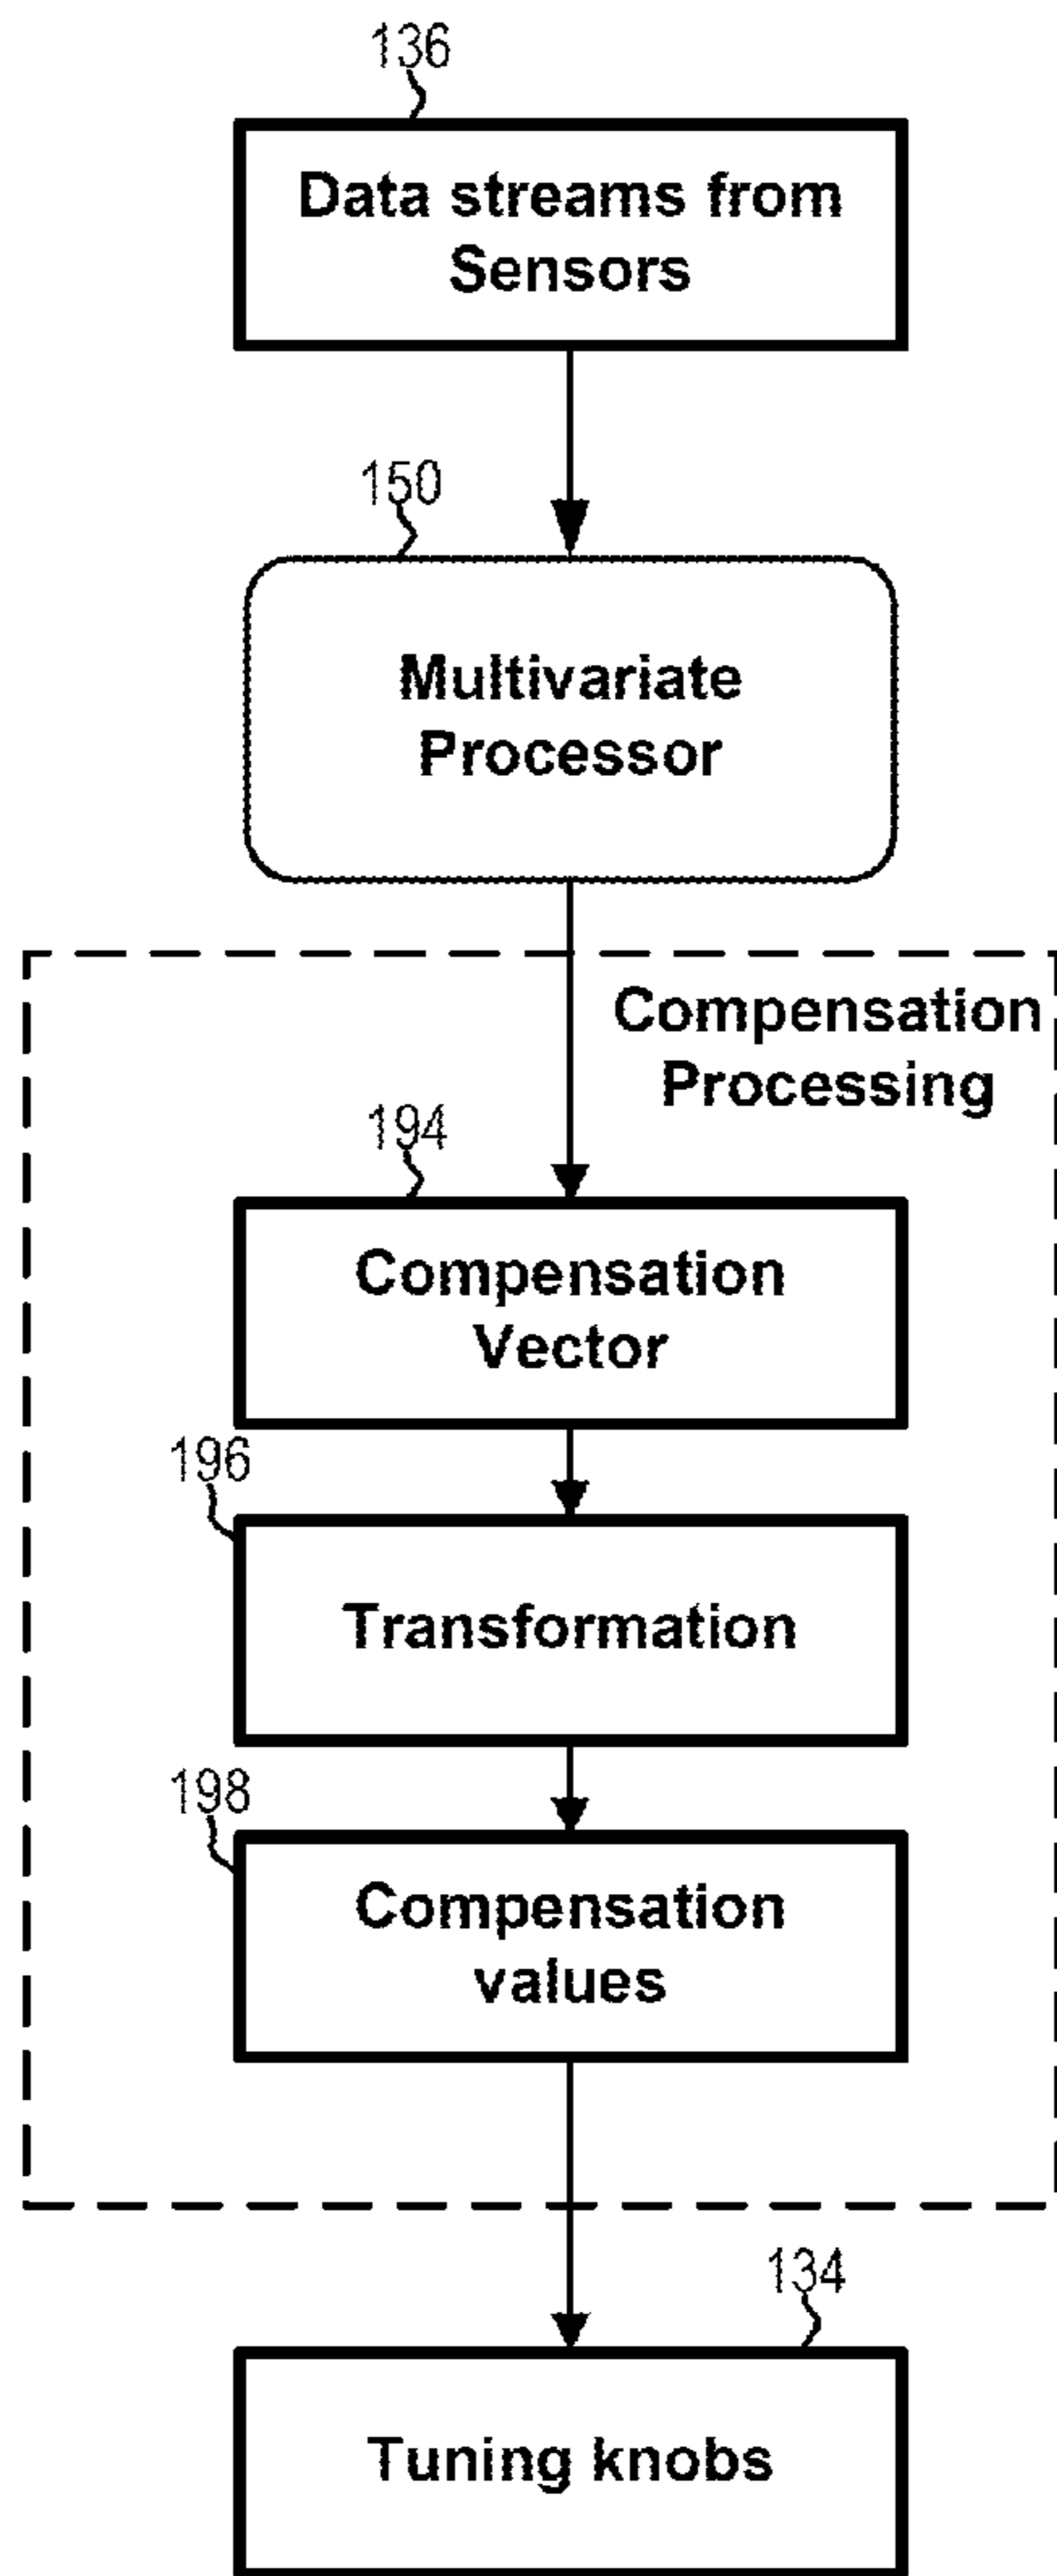 136
Data streams from
Sensors
150
Multivariate
Processor
Compensation
Processing
194
Compensation
Vector
196
Transformation
198
Compensation
values
134
Tuning knobs